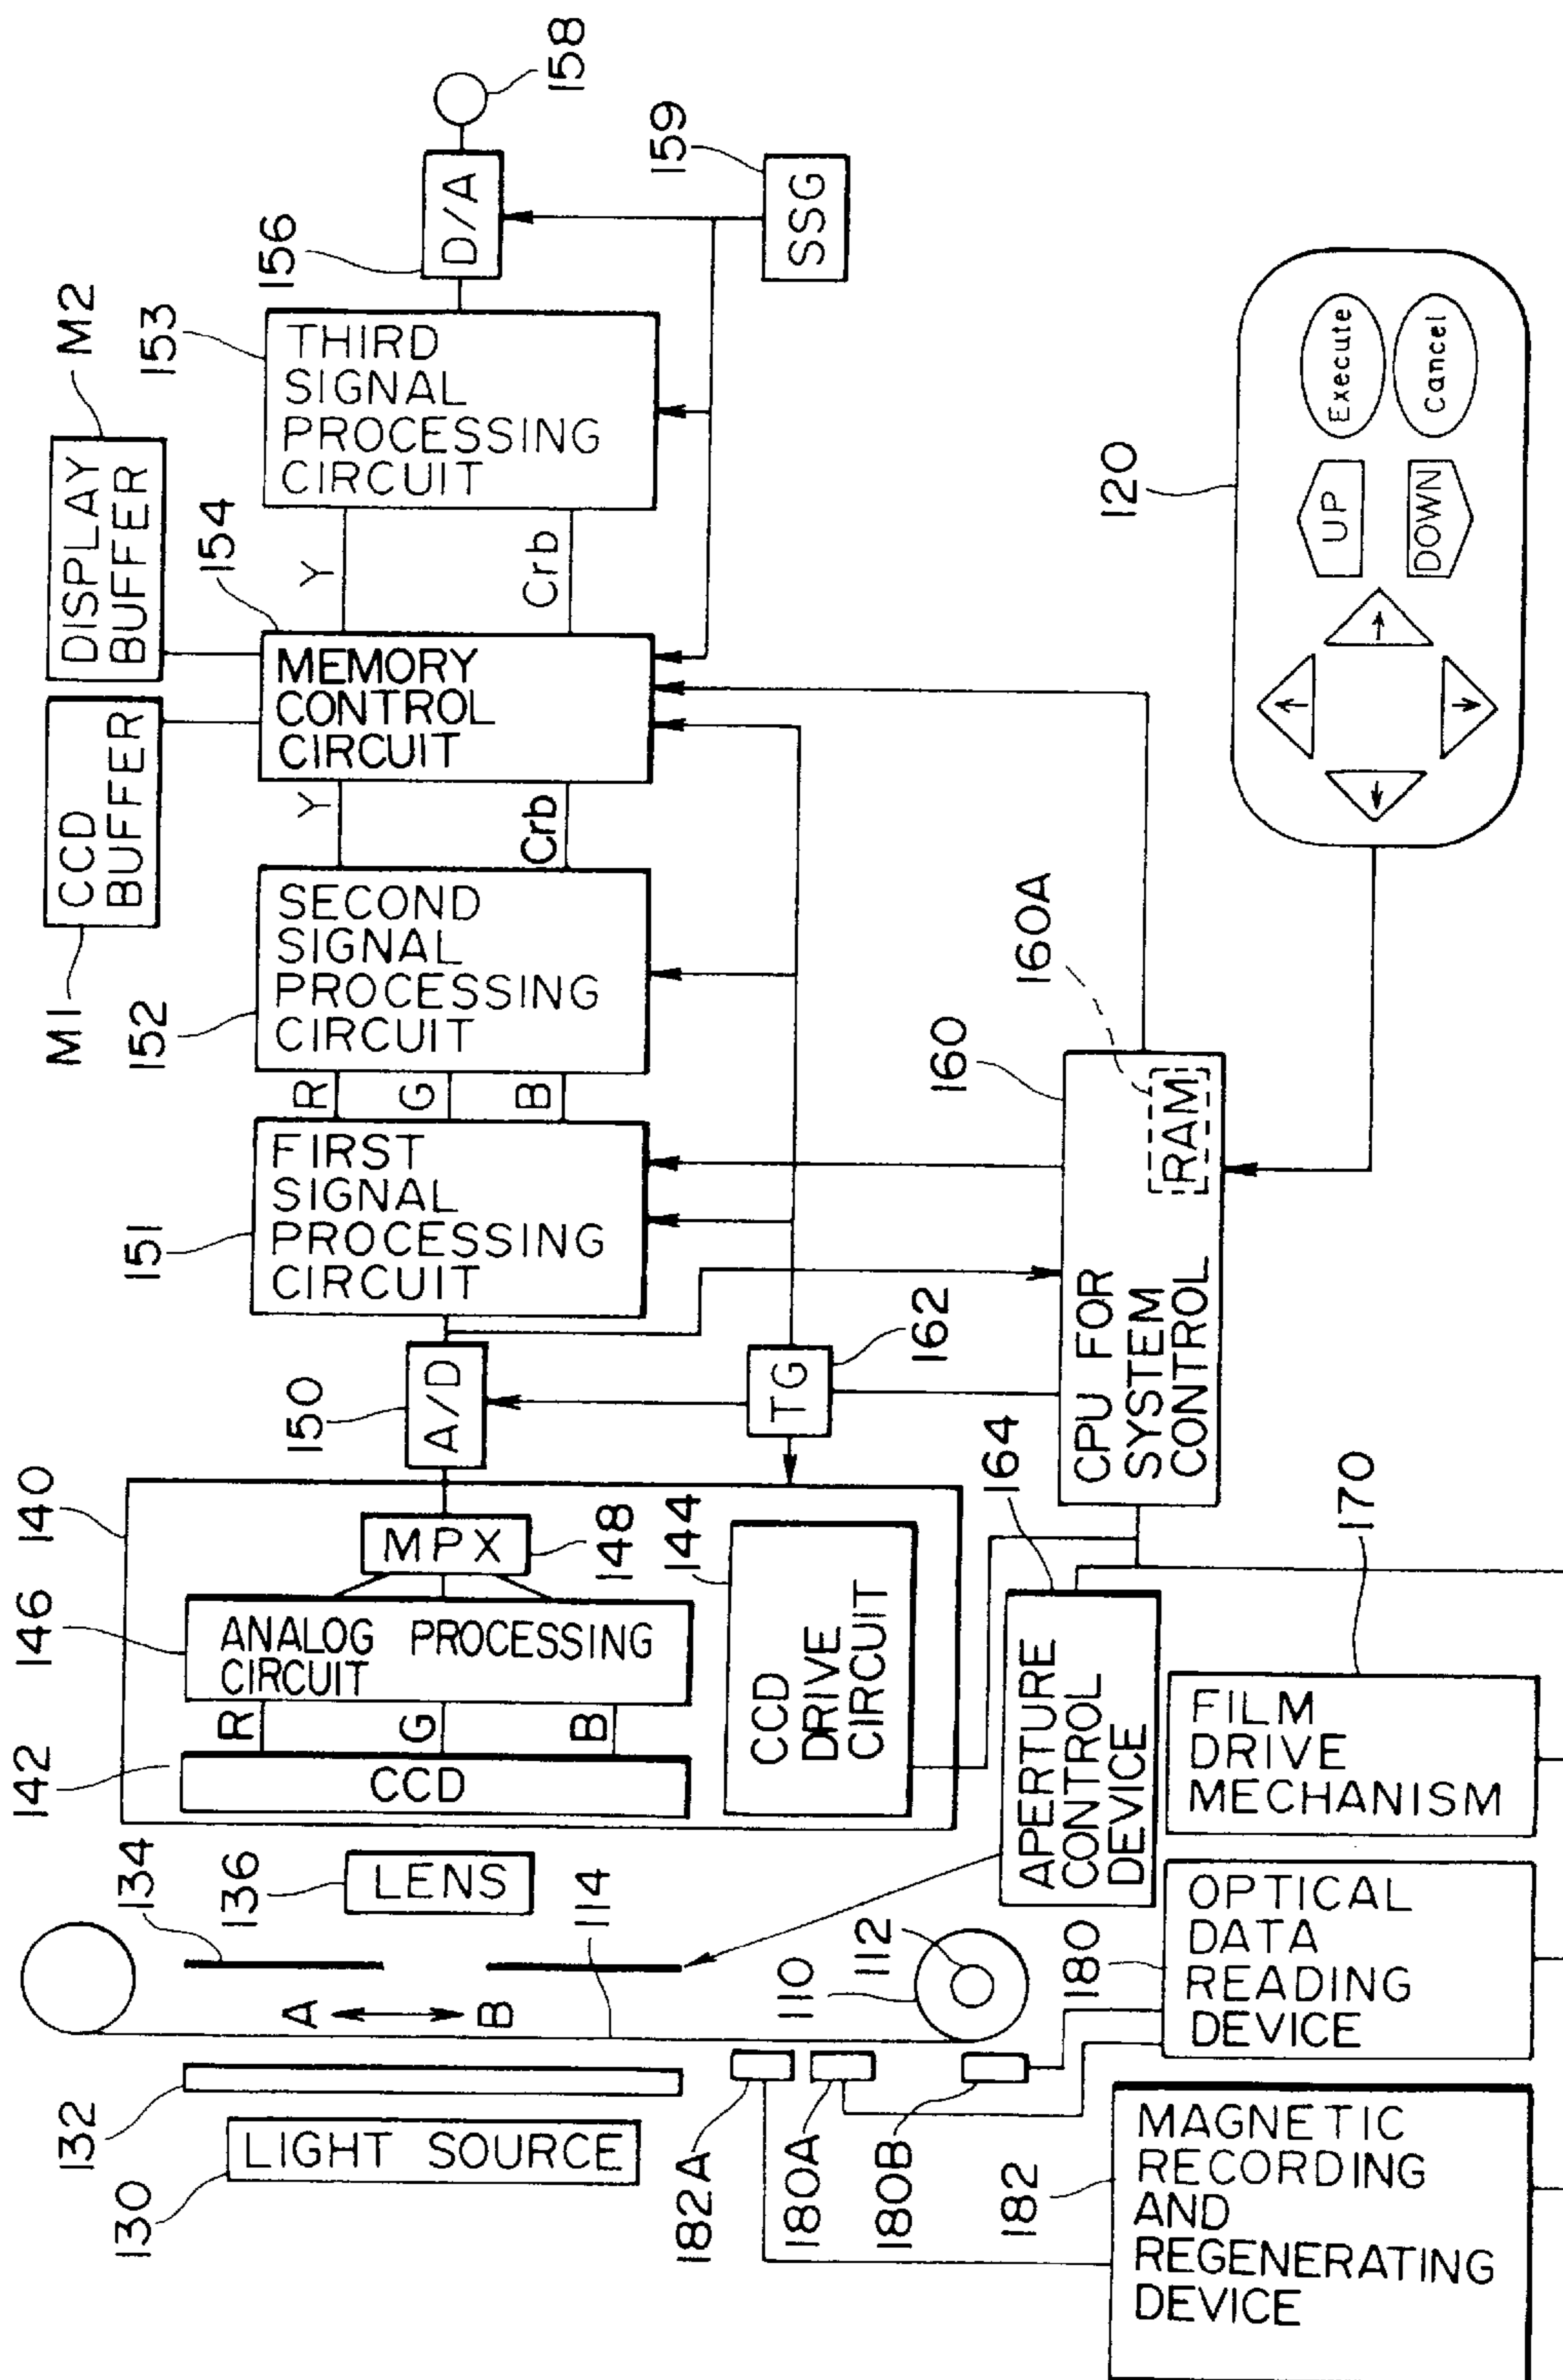 140
146
142
ANALOG PROCESSING
CIRCUIT
R
G
B
CCD
MPX
148
144
CCD
DRIVE
CIRCUIT
134
136
LENS
114
A
B
132
130
LIGHT SOURCE
110
112
182A
180A
180B
150
A/D
151
FIRST
SIGNAL
PROCESSING
CIRCUIT
R
G
B
152
SECOND
SIGNAL
PROCESSING
CIRCUIT
Y
Crb
M1
CCD
BUFFER
DISPLAY
BUFFER
M2
154
MEMORY
CONTROL
CIRCUIT
Y
Crb
153
THIRD
SIGNAL
PROCESSING
CIRCUIT
156
D/A
158
159
SSG
TG
162
160
160A
CPU FOR
SYSTEM
CONTROL
RAM
164
APERTURE
CONTROL
DEVICE
170
FILM
DRIVE
MECHANISM
180
OPTICAL
DATA
READING
DEVICE
182
MAGNETIC
RECORDING
AND
REGENERATING
DEVICE
120
UP
DOWN
Execute
Cancel